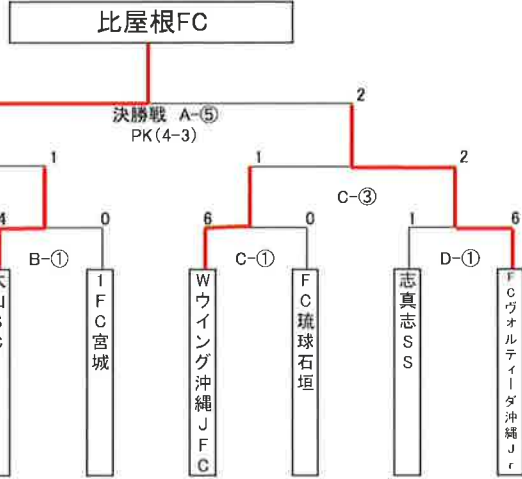 比屋根FC
2
決勝戦 A-⑤
PK(4-3)
1
1
2
C-③
4
0
6
0
1
6
B-①
C-①
D-①
1FC宮城
Wウイング沖縄JFC
FC琉球石垣
志真志SS
FCヴォルティーダ沖縄Jr